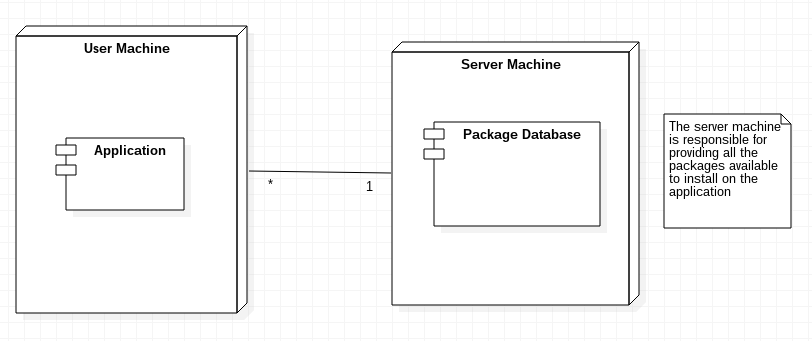 User Machine
Application
*
1
Server Machine
Package Database
The server machine
is responsible for
providing all the
packages available
to install on the
application